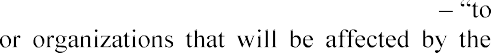 – “to
or organizations that will be affected by the